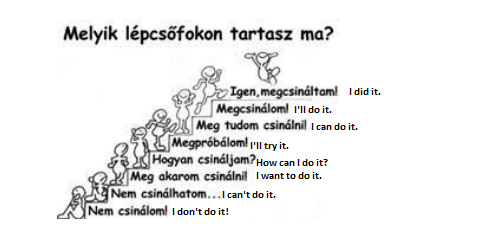 Melyik lépcsőfokon tartasz ma?
Igen, megcsináltam! I did it.
Megcsinálom! I'll do it.
Meg tudom csinálni! I can do it.
Megpróbálom! I'll try it.
Hogyan csináljam? How can I do it?
Meg akarom csinálni! I want to do it.
Nem csinálhatom... I can't do it.
Nem csinálom! I don't do it!